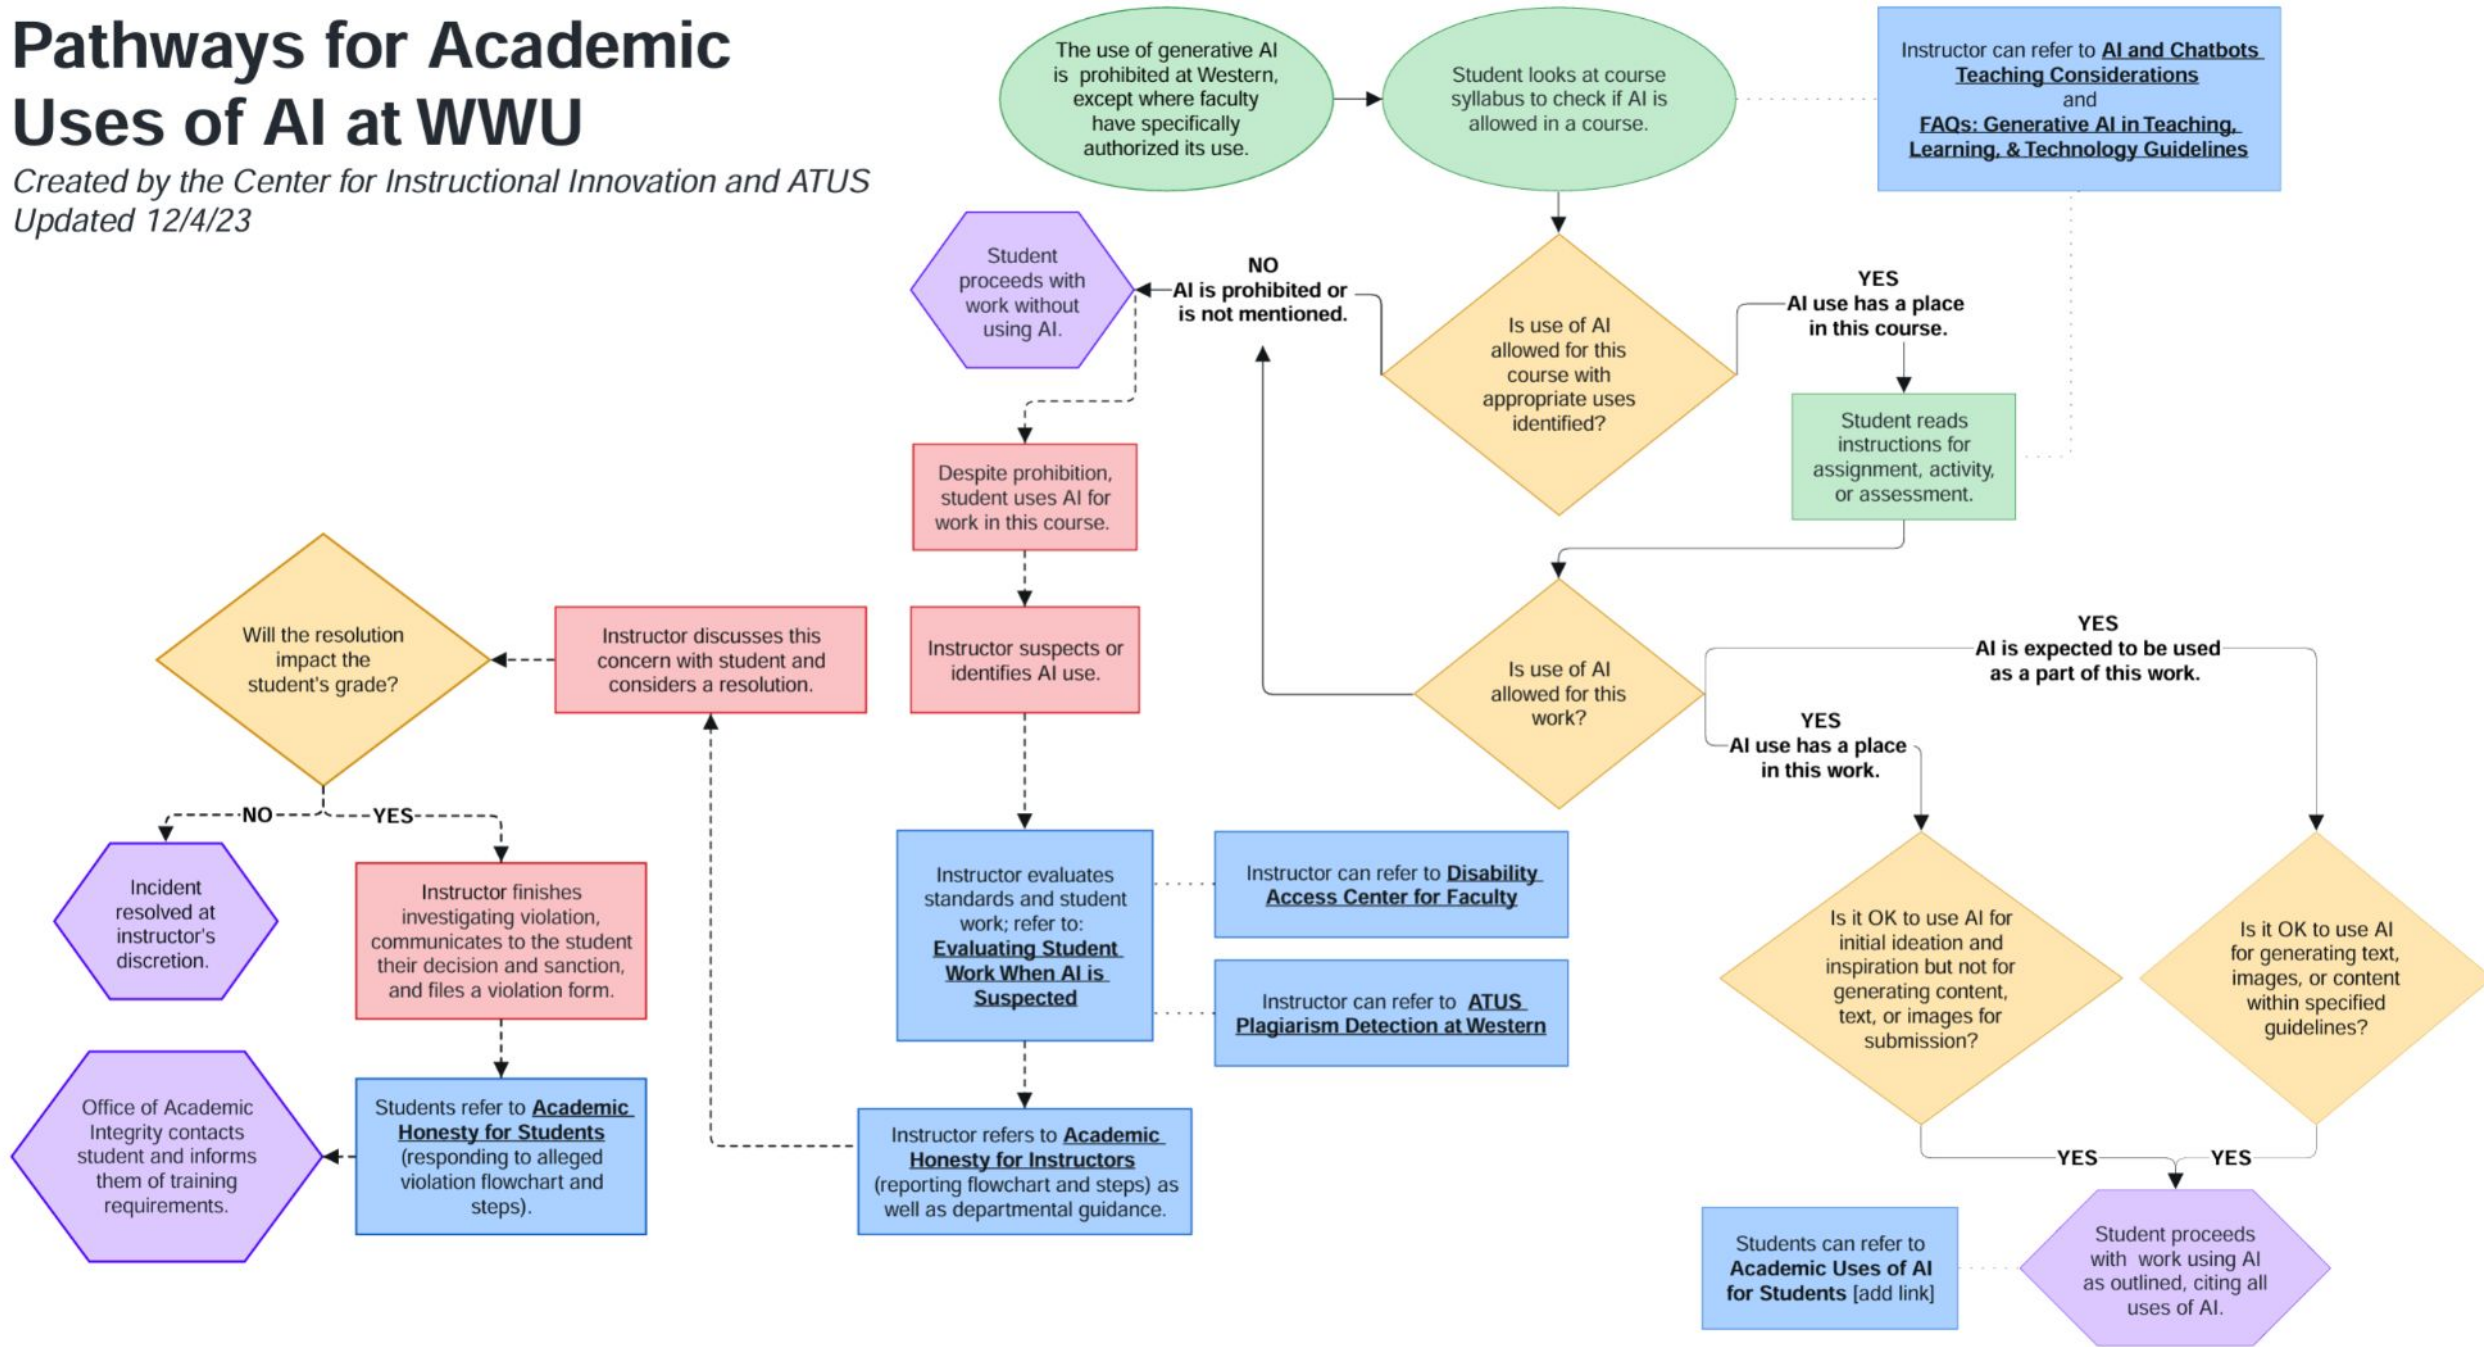 Pathways for Academic
Uses of AI at WWU
Created by the Center for Instructional Innovation and ATUS
Updated 12/4/23
The use of generative AI
is prohibited at Western,
except where faculty
have specifically
authorized its use.
Student looks at course
syllabus to check if AI is
allowed in a course.
Instructor can refer to AI and Chatbots
Teaching Considerations
and
FAQs: Generative AI in Teaching,
Learning, & Technology Guidelines
Is use of AI
allowed for this
course with
appropriate uses
identified?
NO
AI is prohibited or
is not mentioned.
Student
proceeds with
work without
using AI.
YES
AI use has a place
in this course.
Student reads
instructions for
assignment, activity,
or assessment.
Is use of AI
allowed for this
work?
YES
AI is expected to be used
as a part of this work.
YES
AI use has a place
in this work.
Is it OK to use AI for
initial ideation and
inspiration but not for
generating content,
text, or images for
submission?
Is it OK to use AI
for generating text,
images, or content
within specified
guidelines?
YES
YES
Student proceeds
with work using AI
as outlined, citing all
uses of AI.
Students can refer to
Academic Uses of AI
for Students [add link]
Despite prohibition,
student uses AI for
work in this course.
Instructor suspects or
identifies AI use.
Instructor evaluates
standards and student
work; refer to:
Evaluating Student
Work When AI is
Suspected
Instructor can refer to Disability
Access Center for Faculty
Instructor can refer to ATUS
Plagiarism Detection at Western
Instructor refers to Academic
Honesty for Instructors
(reporting flowchart and steps) as
well as departmental guidance.
Instructor discusses this
concern with student and
considers a resolution.
Will the resolution
impact the
student's grade?
NO
YES
Incident
resolved at
instructor's
discretion.
Instructor finishes
investigating violation,
communicates to the student
their decision and sanction,
and files a violation form.
Students refer to Academic
Honesty for Students
(responding to alleged
violation flowchart and
steps).
Office of Academic
Integrity contacts
student and informs
them of training
requirements.